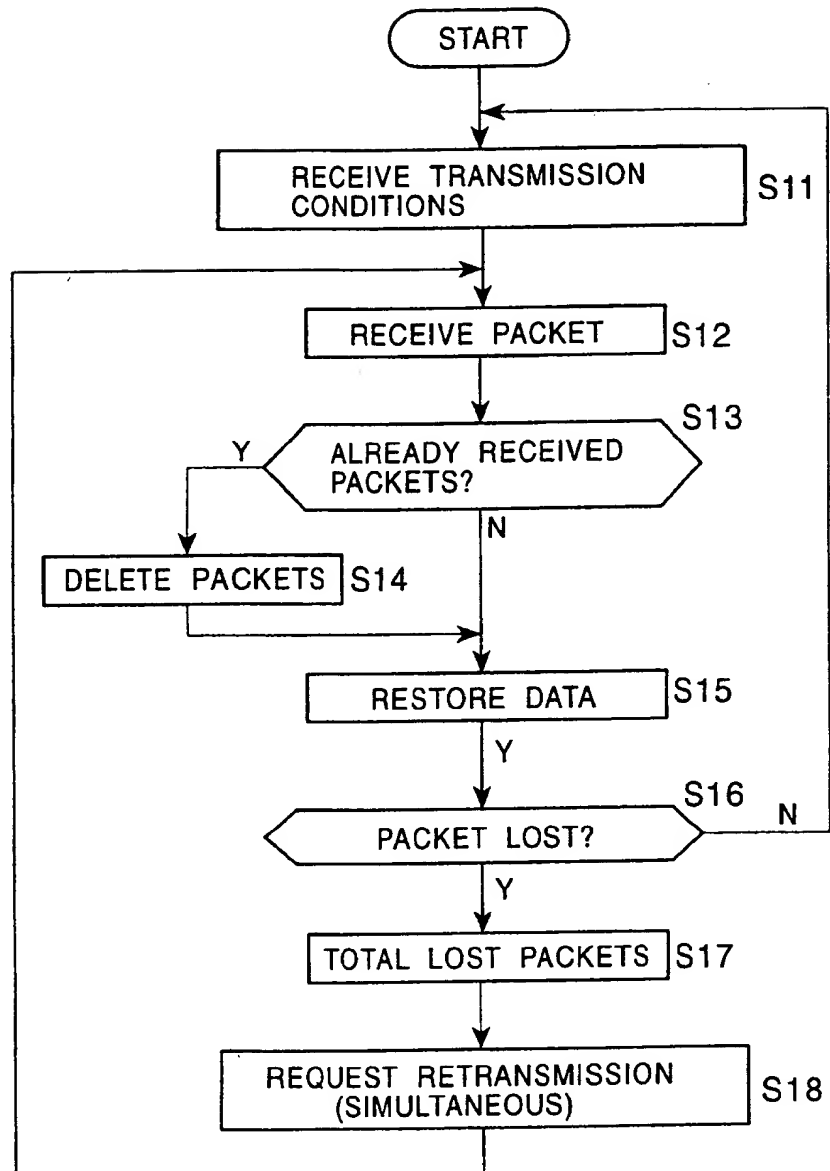 START
RECEIVE TRANSMISSION
CONDITIONS
S11
RECEIVE PACKET
S12
S13
Y
ALREADY RECEIVED
PACKETS?
N
DELETE PACKETS
S14
RESTORE DATA
S15
Y
S16
PACKET LOST?
N
Y
TOTAL LOST PACKETS
S17
REQUEST RETRANSMISSION
(SIMULTANEOUS)
S18